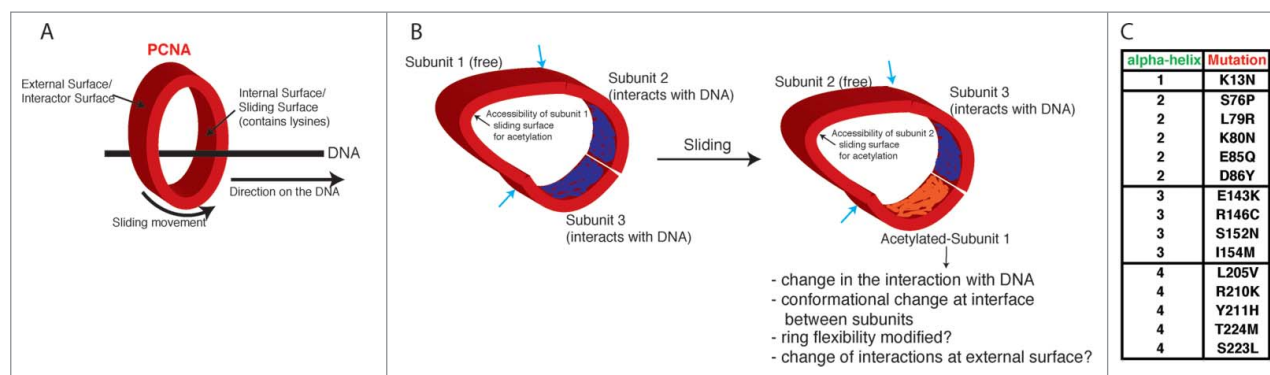 A
PCNA
External Surface/
Interactor Surface
Internal Surface/
Sliding Surface
(contains lysines)
DNA
Direction on the DNA
Sliding movement
B
Subunit 1 (free)
Subunit 2
(interacts with DNA)
Accessibility of subunit 1
sliding surface
for acetylation
Subunit 3
(interacts with DNA)
Sliding
Subunit 2 (free)
Subunit 3
(interacts with DNA)
Accessibility of subunit 2
sliding surface
for acetylation
Acetylated-Subunit 1
- change in the interaction with DNA
- conformational change at interface
between subunits
- ring flexibility modified?
- change of interactions at external surface?
C
alpha-helix Mutation
1 K13N
2 S76P
2 L79R
2 K80N
2 E85Q
2 D86Y
3 E143K
3 R146C
3 S152N
3 I154M
4 L205V
4 R210K
4 Y211H
4 T224M
4 S223L